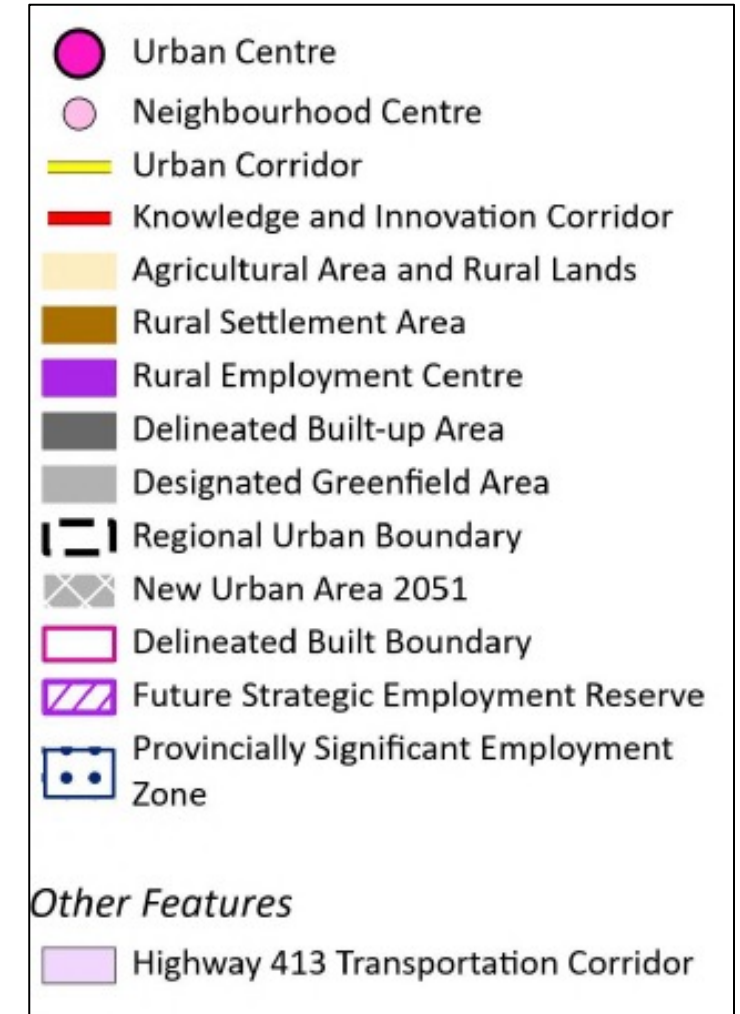 Urban Centre
Neighbourhood Centre
Urban Corridor
Knowledge and Innovation Corridor
Agricultural Area and Rural Lands
Rural Settlement Area
Rural Employment Centre
Delineated Built-up Area
Designated Greenfield Area
Regional Urban Boundary
New Urban Area 2051
Delineated Built Boundary
Future Strategic Employment Reserve
Provincially Significant Employment
Zone
Other Features
Highway 413 Transportation Corridor